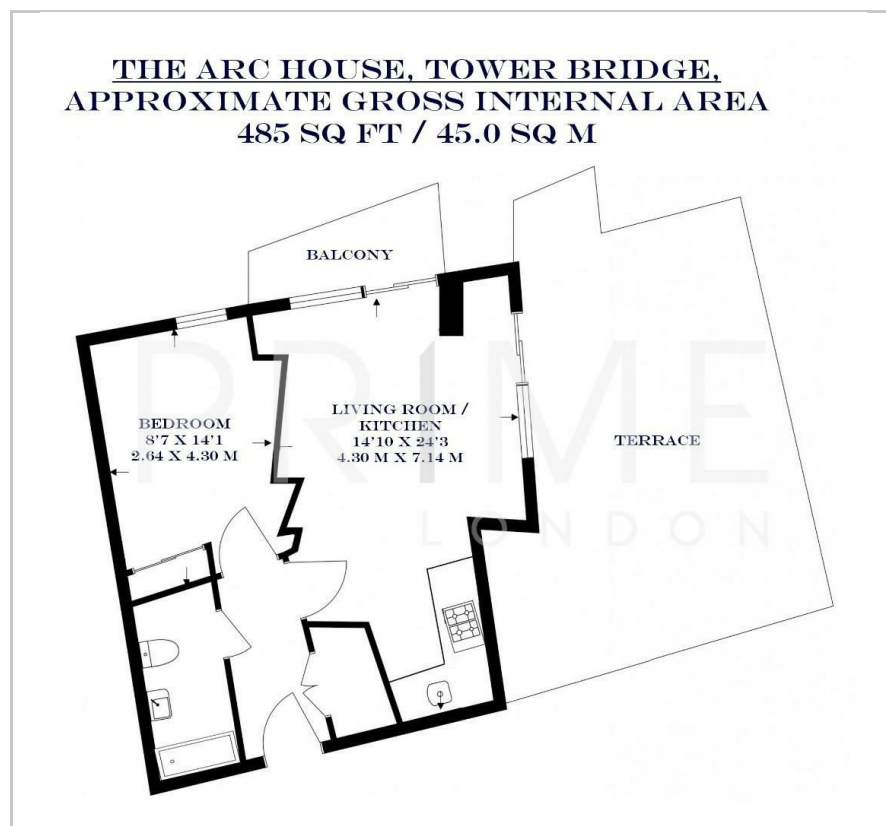 THE ARC HOUSE, TOWER BRIDGE,
APPROXIMATE GROSS INTERNAL AREA
485 SQ FT / 45.0 SQ M
BALCONY
PRIME
LONDON
BEDROOM
8'7 X 14'1
2.64 X 4.30 M
LIVING ROOM /
KITCHEN
14'10 X 24'3
4.30 M X 7.14 M
TERRACE